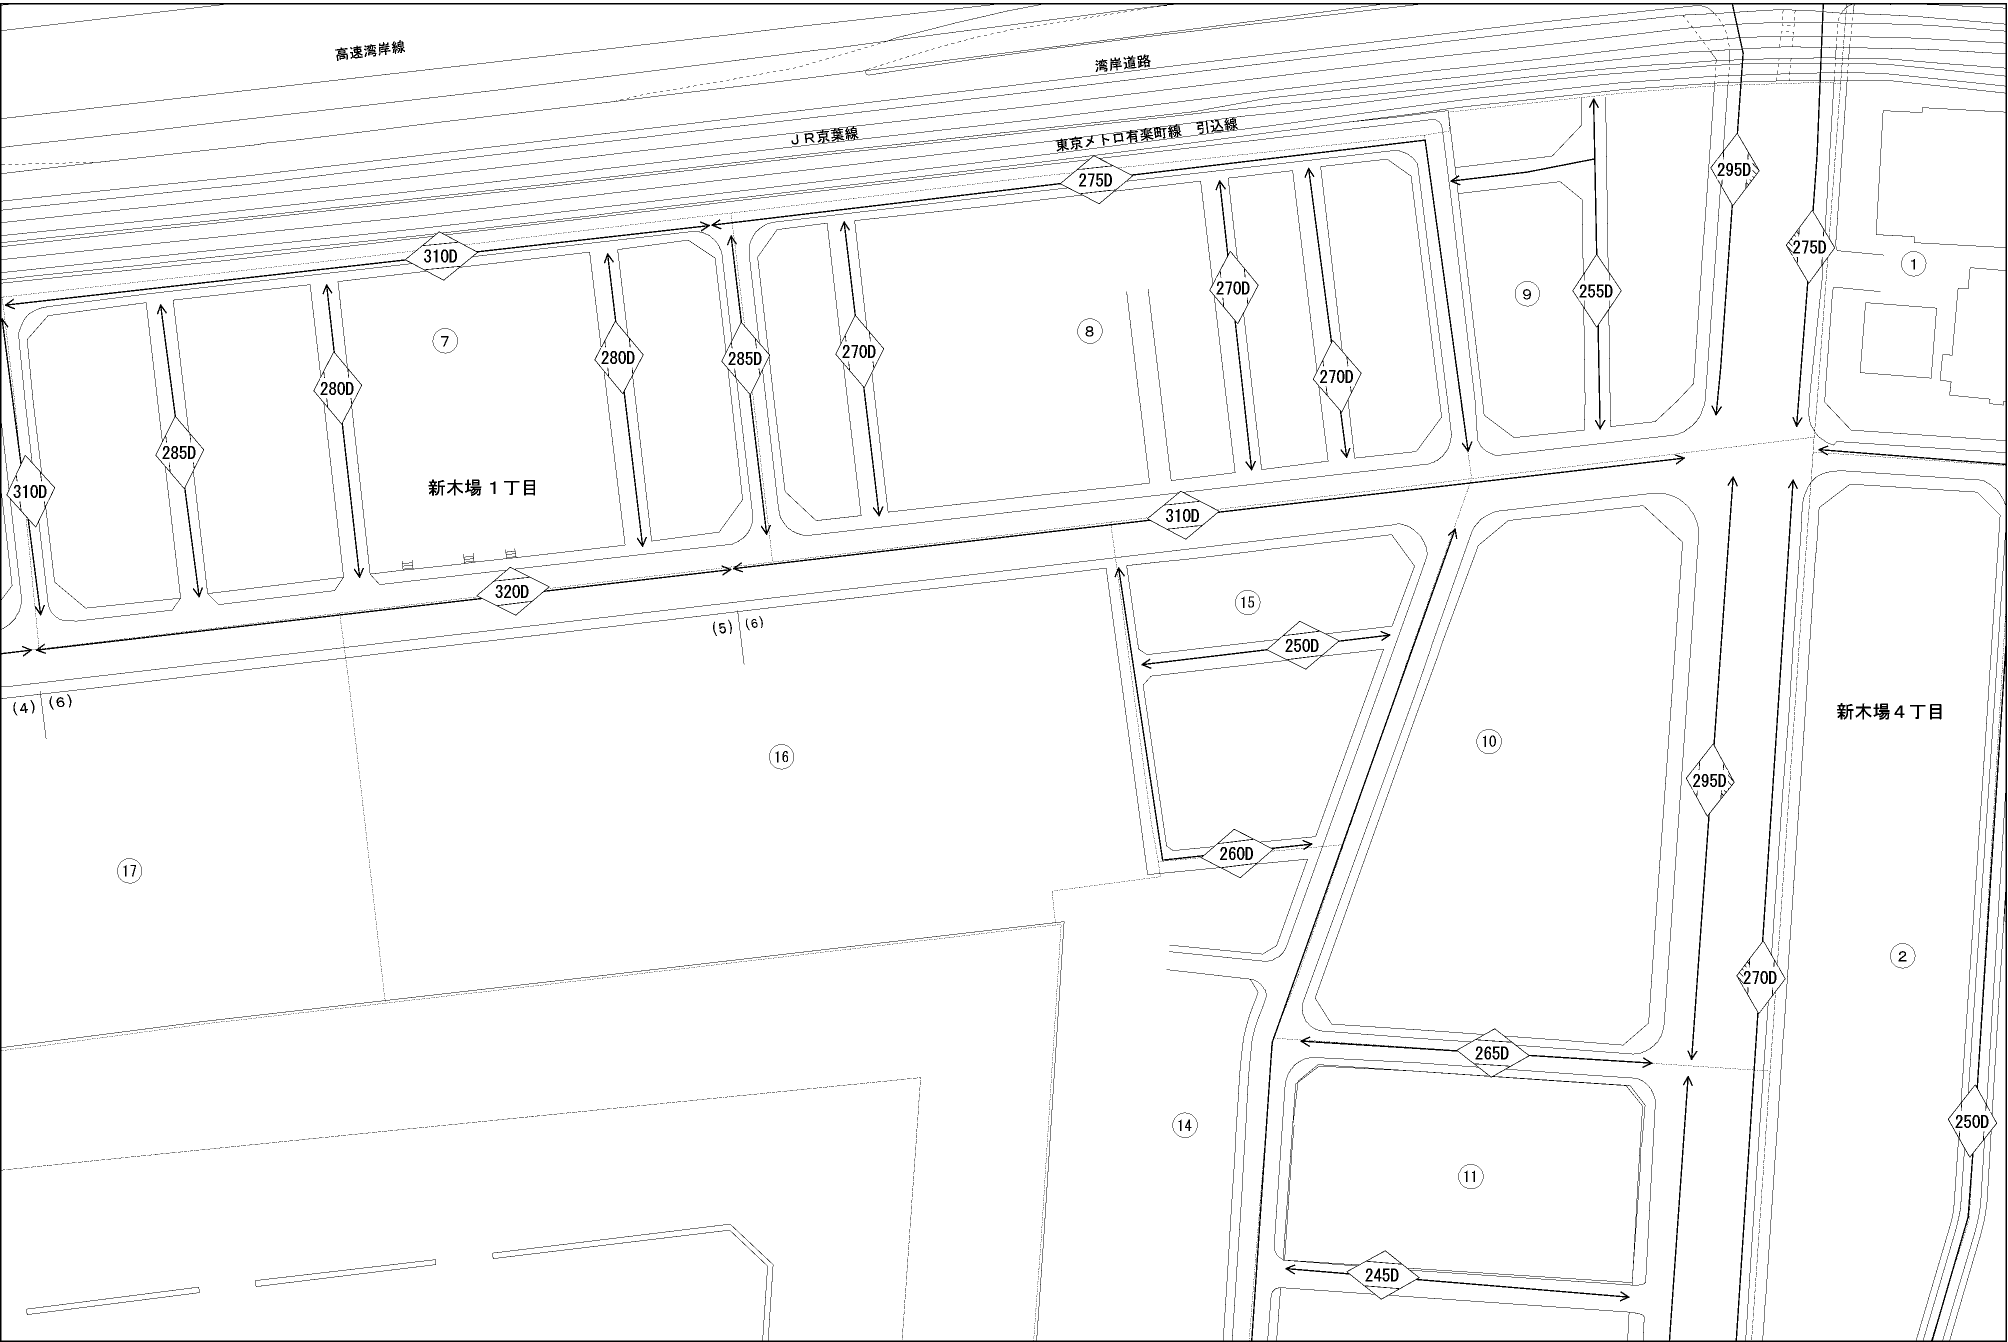 高速湾岸線
湾岸道路
ＪＲ京葉線
東京メトロ有楽町線　引込線
295D
275D
275D
310D
①
270D
255D
⑨
⑧
⑦
280D
285D
270D
270D
280D
285D
310D
新木場１丁目
310D
320D
⑮
(5)
(6)
250D
(4)
(6)
新木場４丁目
⑩
⑯
295D
260D
⑰
②
270D
265D
250D
⑭
⑪
245D